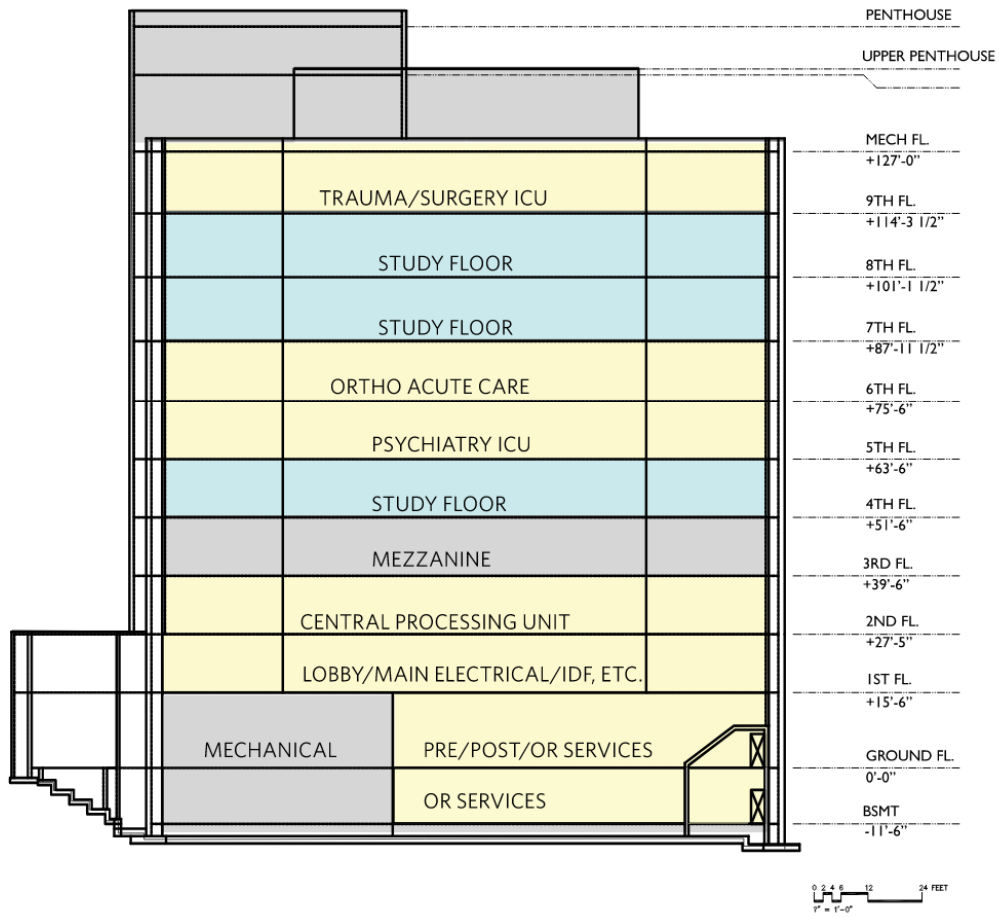 PENTHOUSE
UPPER PENTHOUSE
MECH FL.
+127'-0"
TRAUMA/SURGERY ICU
9TH FL.
+114'-3 1/2"
STUDY FLOOR
8TH FL.
+101'-1 1/2"
STUDY FLOOR
7TH FL.
+87'-11 1/2"
ORTHO ACUTE CARE
6TH FL.
+75'-6"
PSYCHIATRY ICU
5TH FL.
+63'-6"
STUDY FLOOR
4TH FL.
+51'-6"
MEZZANINE
3RD FL.
+39'-6"
CENTRAL PROCESSING UNIT
2ND FL.
+27'-5"
LOBBY/MAIN ELECTRICAL/IDF, ETC.
1ST FL.
+15'-6"
MECHANICAL
PRE/POST/OR SERVICES
GROUND FL.
0'-0"
OR SERVICES
BSMT
-11'-6"
0 2 4 6 12 24 FEET
?" = 1'-0"